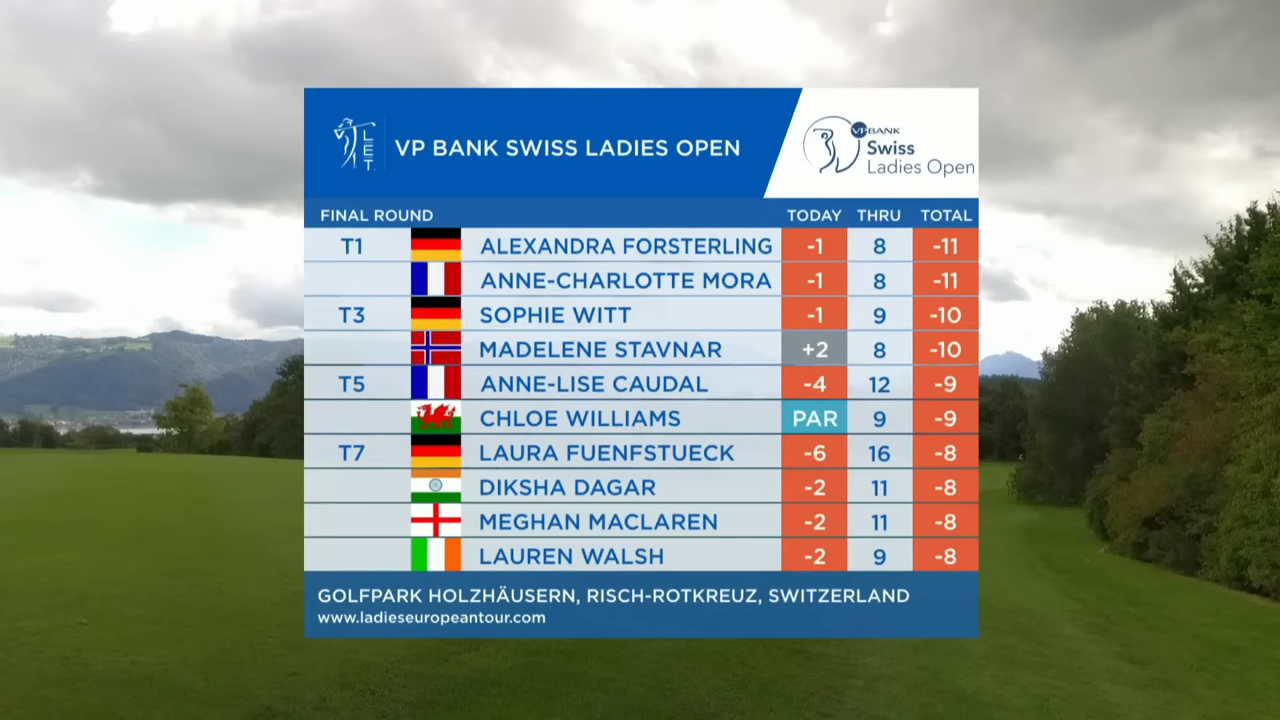 LET
VP BANK SWISS LADIES OPEN
VP BANK
Swiss
Ladies Open
FINAL ROUND TODAY THRU TOTAL
T1 ALEXANDRA FORSTERLING -1 8 -11
ANNE-CHARLOTTE MORA -1 8 -11
T3 SOPHIE WITT -1 9 -10
MADELENE STAVNAR +2 8 -10
T5 ANNE-LISE CAUDAL -4 12 -9
CHLOE WILLIAMS PAR 9 -9
T7 LAURA FUENFSTUECK -6 16 -8
DIKSHA DAGAR -2 11 -8
MEGHAN MACLAREN -2 11 -8
LAUREN WALSH -2 9 -8
GOLFPARK HOLZHÄUSERN, RISCH-ROTKREUZ, SWITZERLAND
www.ladieseuropeantour.com